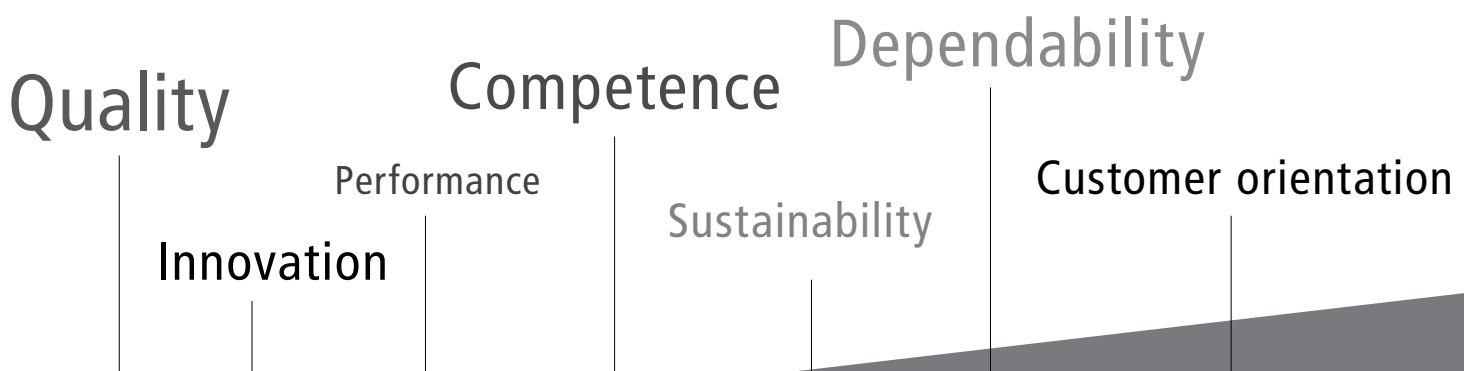 Dependability
Competence
Quality
Performance
Customer orientation
Sustainability
Innovation